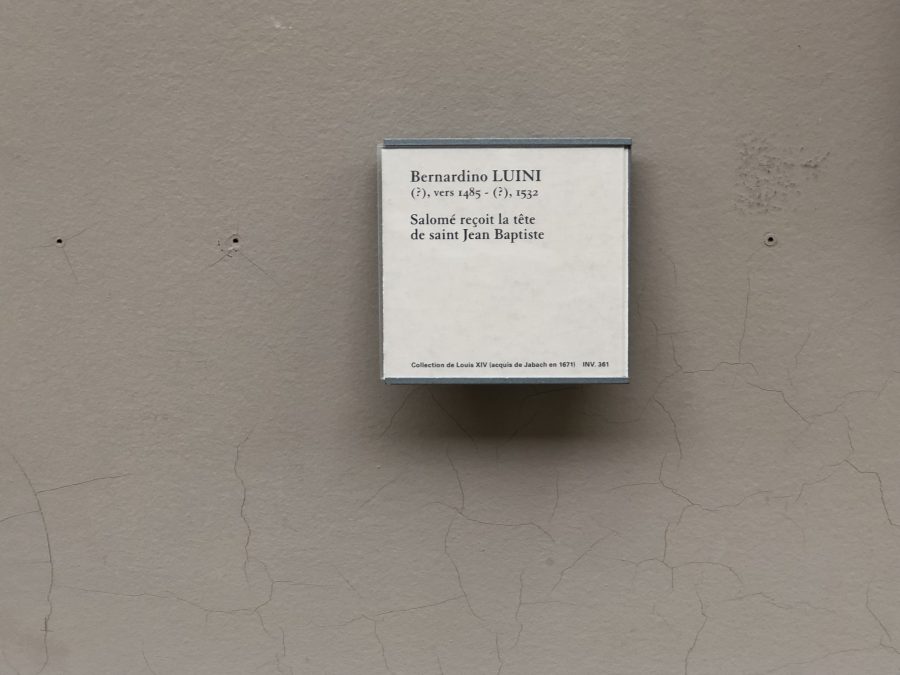 Bernardino LUINI
(?), vers 1485 - (?), 1532
Salomé reçoit la tête
de saint Jean Baptiste
Collection de Louis XIV (acquis de Jabach en 1671) INV. 361